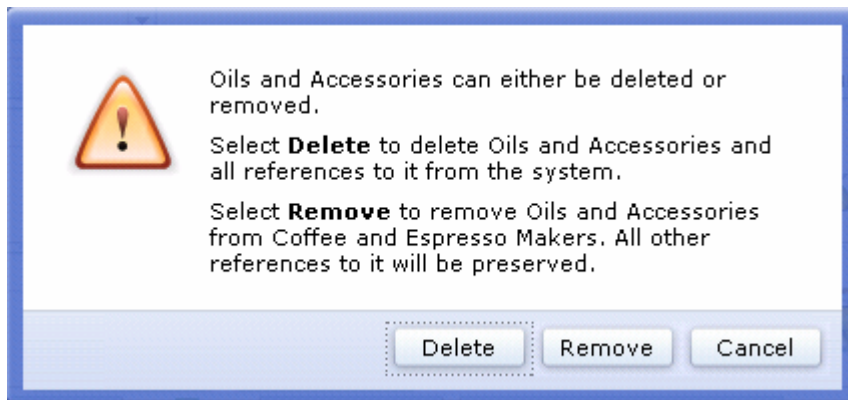 Oils and Accessories can either be deleted or
removed.
Select Delete to delete Oils and Accessories and
all references to it from the system.
Select Remove to remove Oils and Accessories
from Coffee and Espresso Makers. All other
references to it will be preserved.
Delete Remove Cancel